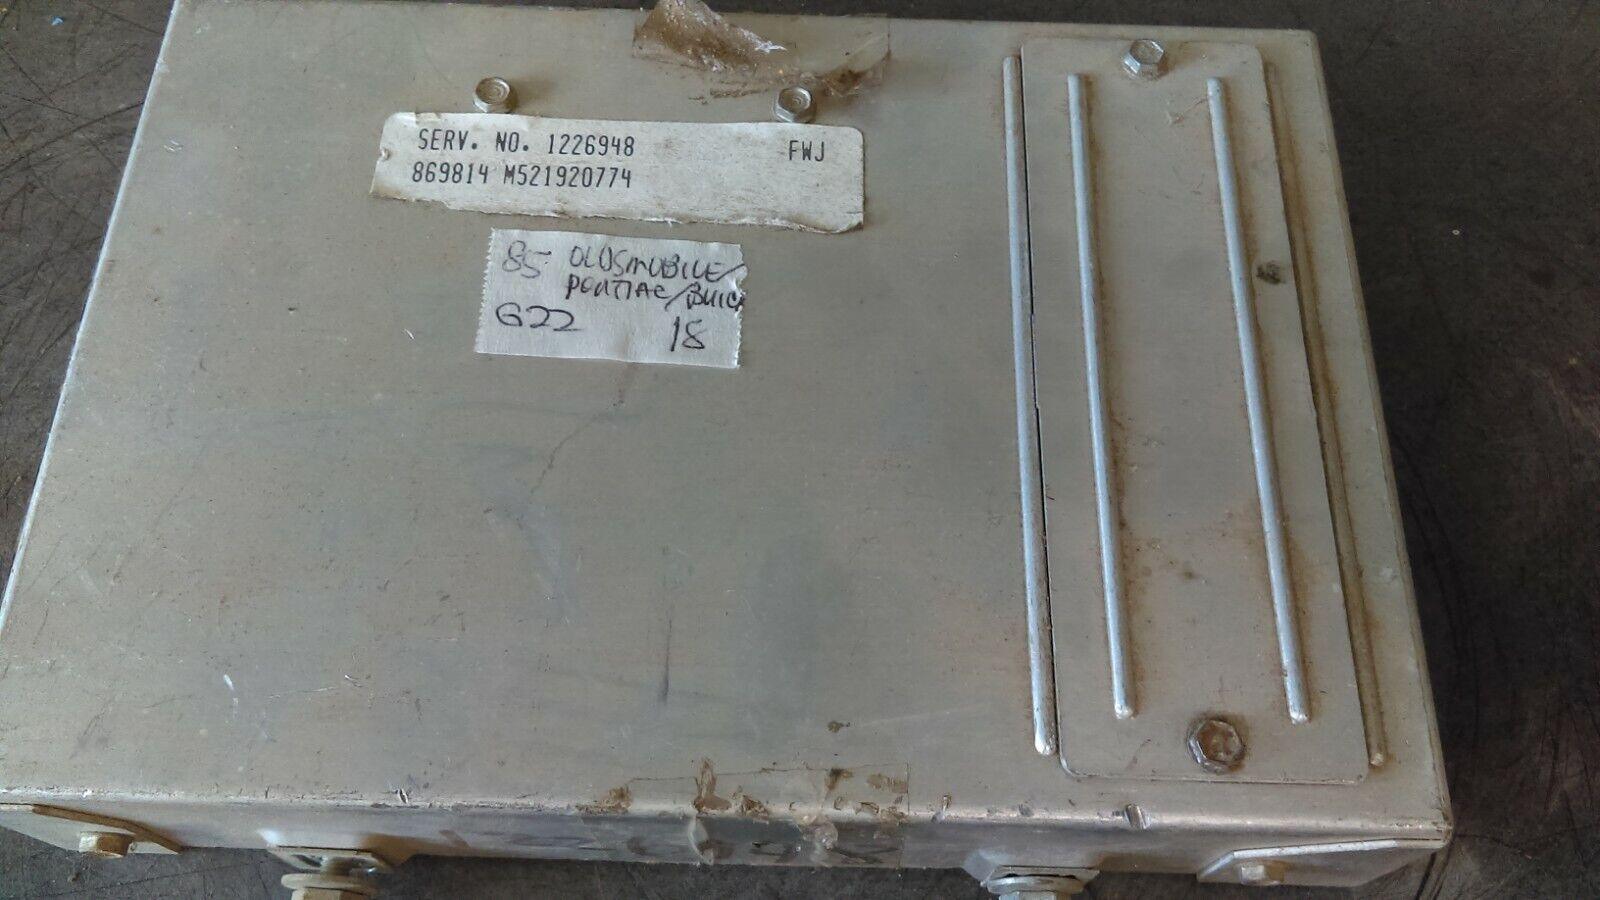 SERV. NO. 1226948 FWJ
869814 M521920774
85 OLDSMOBILE/
PONTIAC/BUICK
G22 18